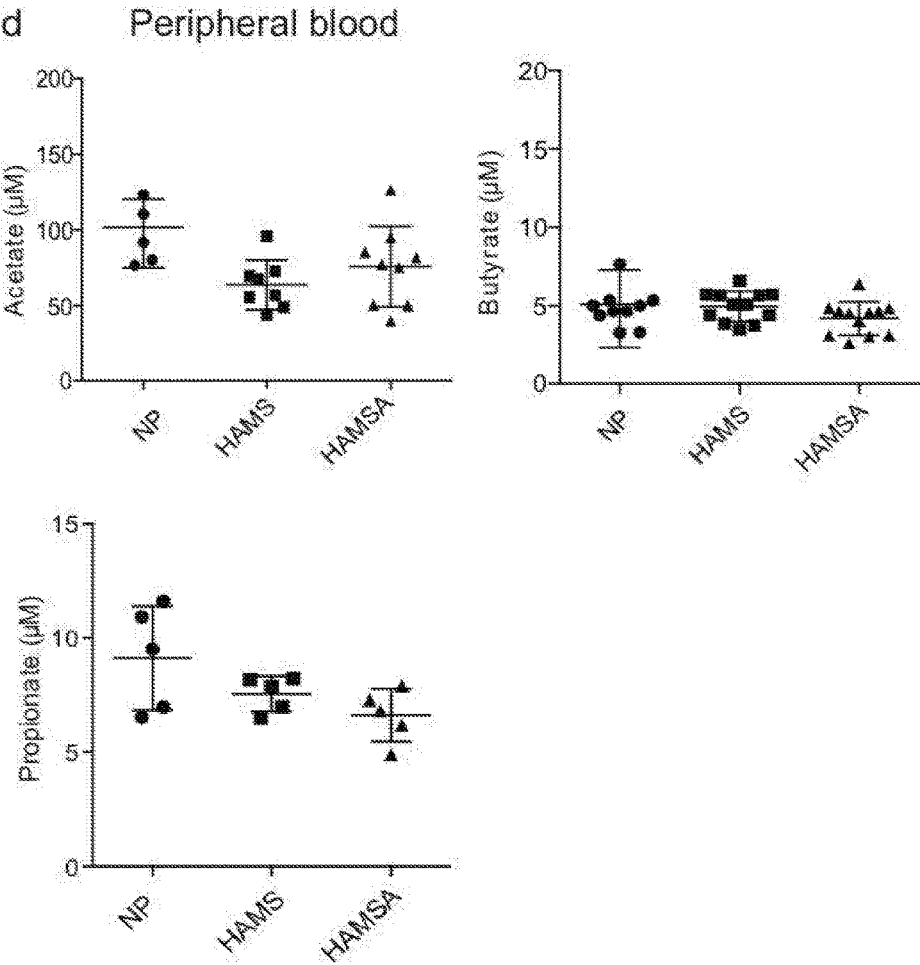 d Peripheral blood
200
150
100
50
0
Acetate (µM)
NP
HAMS
HAMSA
20
15
10
5
0
Butyrate (µM)
NP
HAMS
HAMSA
15
10
5
0
Propionate (µM)
NP
HAMS
HAMSA